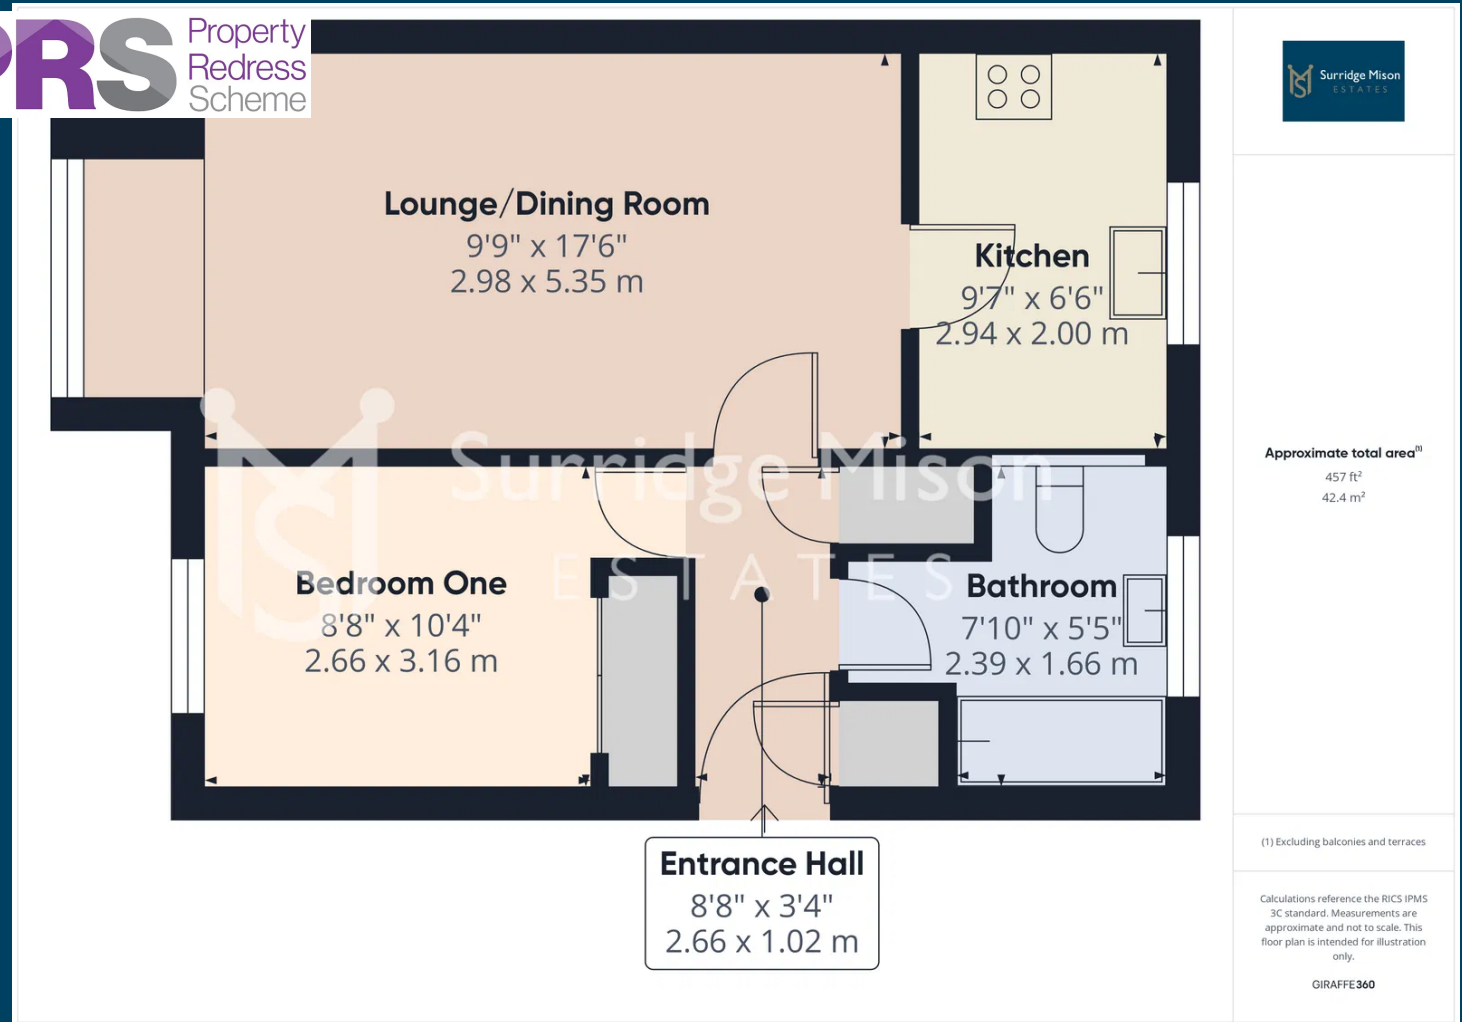 PRS
Property
Redress
Scheme
Surridge Mison
ESTATES
Lounge/Dining Room
9'9" x 17'6"
2.98 x 5.35 m
Kitchen
9'7" x 6'6"
2.94 x 2.00 m
Surridge Mison
ESTATES
Bedroom One
8'8" x 10'4"
2.66 x 3.16 m
Bathroom
7'10" x 5'5"
2.39 x 1.66 m
Entrance Hall
8'8" x 3'4"
2.66 x 1.02 m
Approximate total area(1)
457 ft²
42.4 m²
(1) Excluding balconies and terraces
Calculations reference the RICS IPMS
3C standard. Measurements are
approximate and not to scale. This
floor plan is intended for illustration
only.
GIRAFFE360